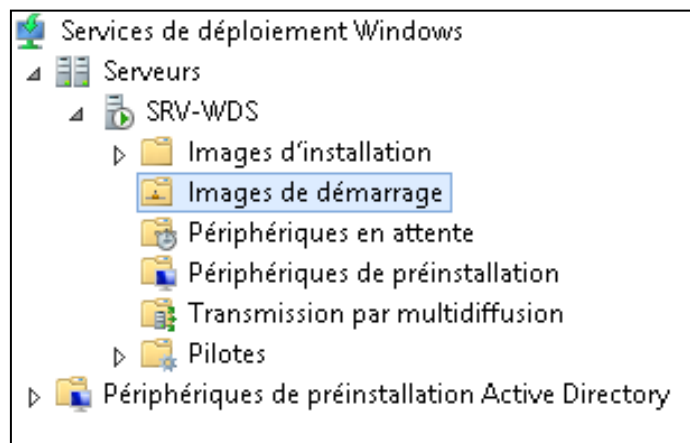 Services de déploiement Windows
Serveurs
SRV-WDS
Images d'installation
Images de démarrage
Périphériques en attente
Périphériques de préinstallation
Transmission par multidiffusion
Pilotes
Périphériques de préinstallation Active Directory